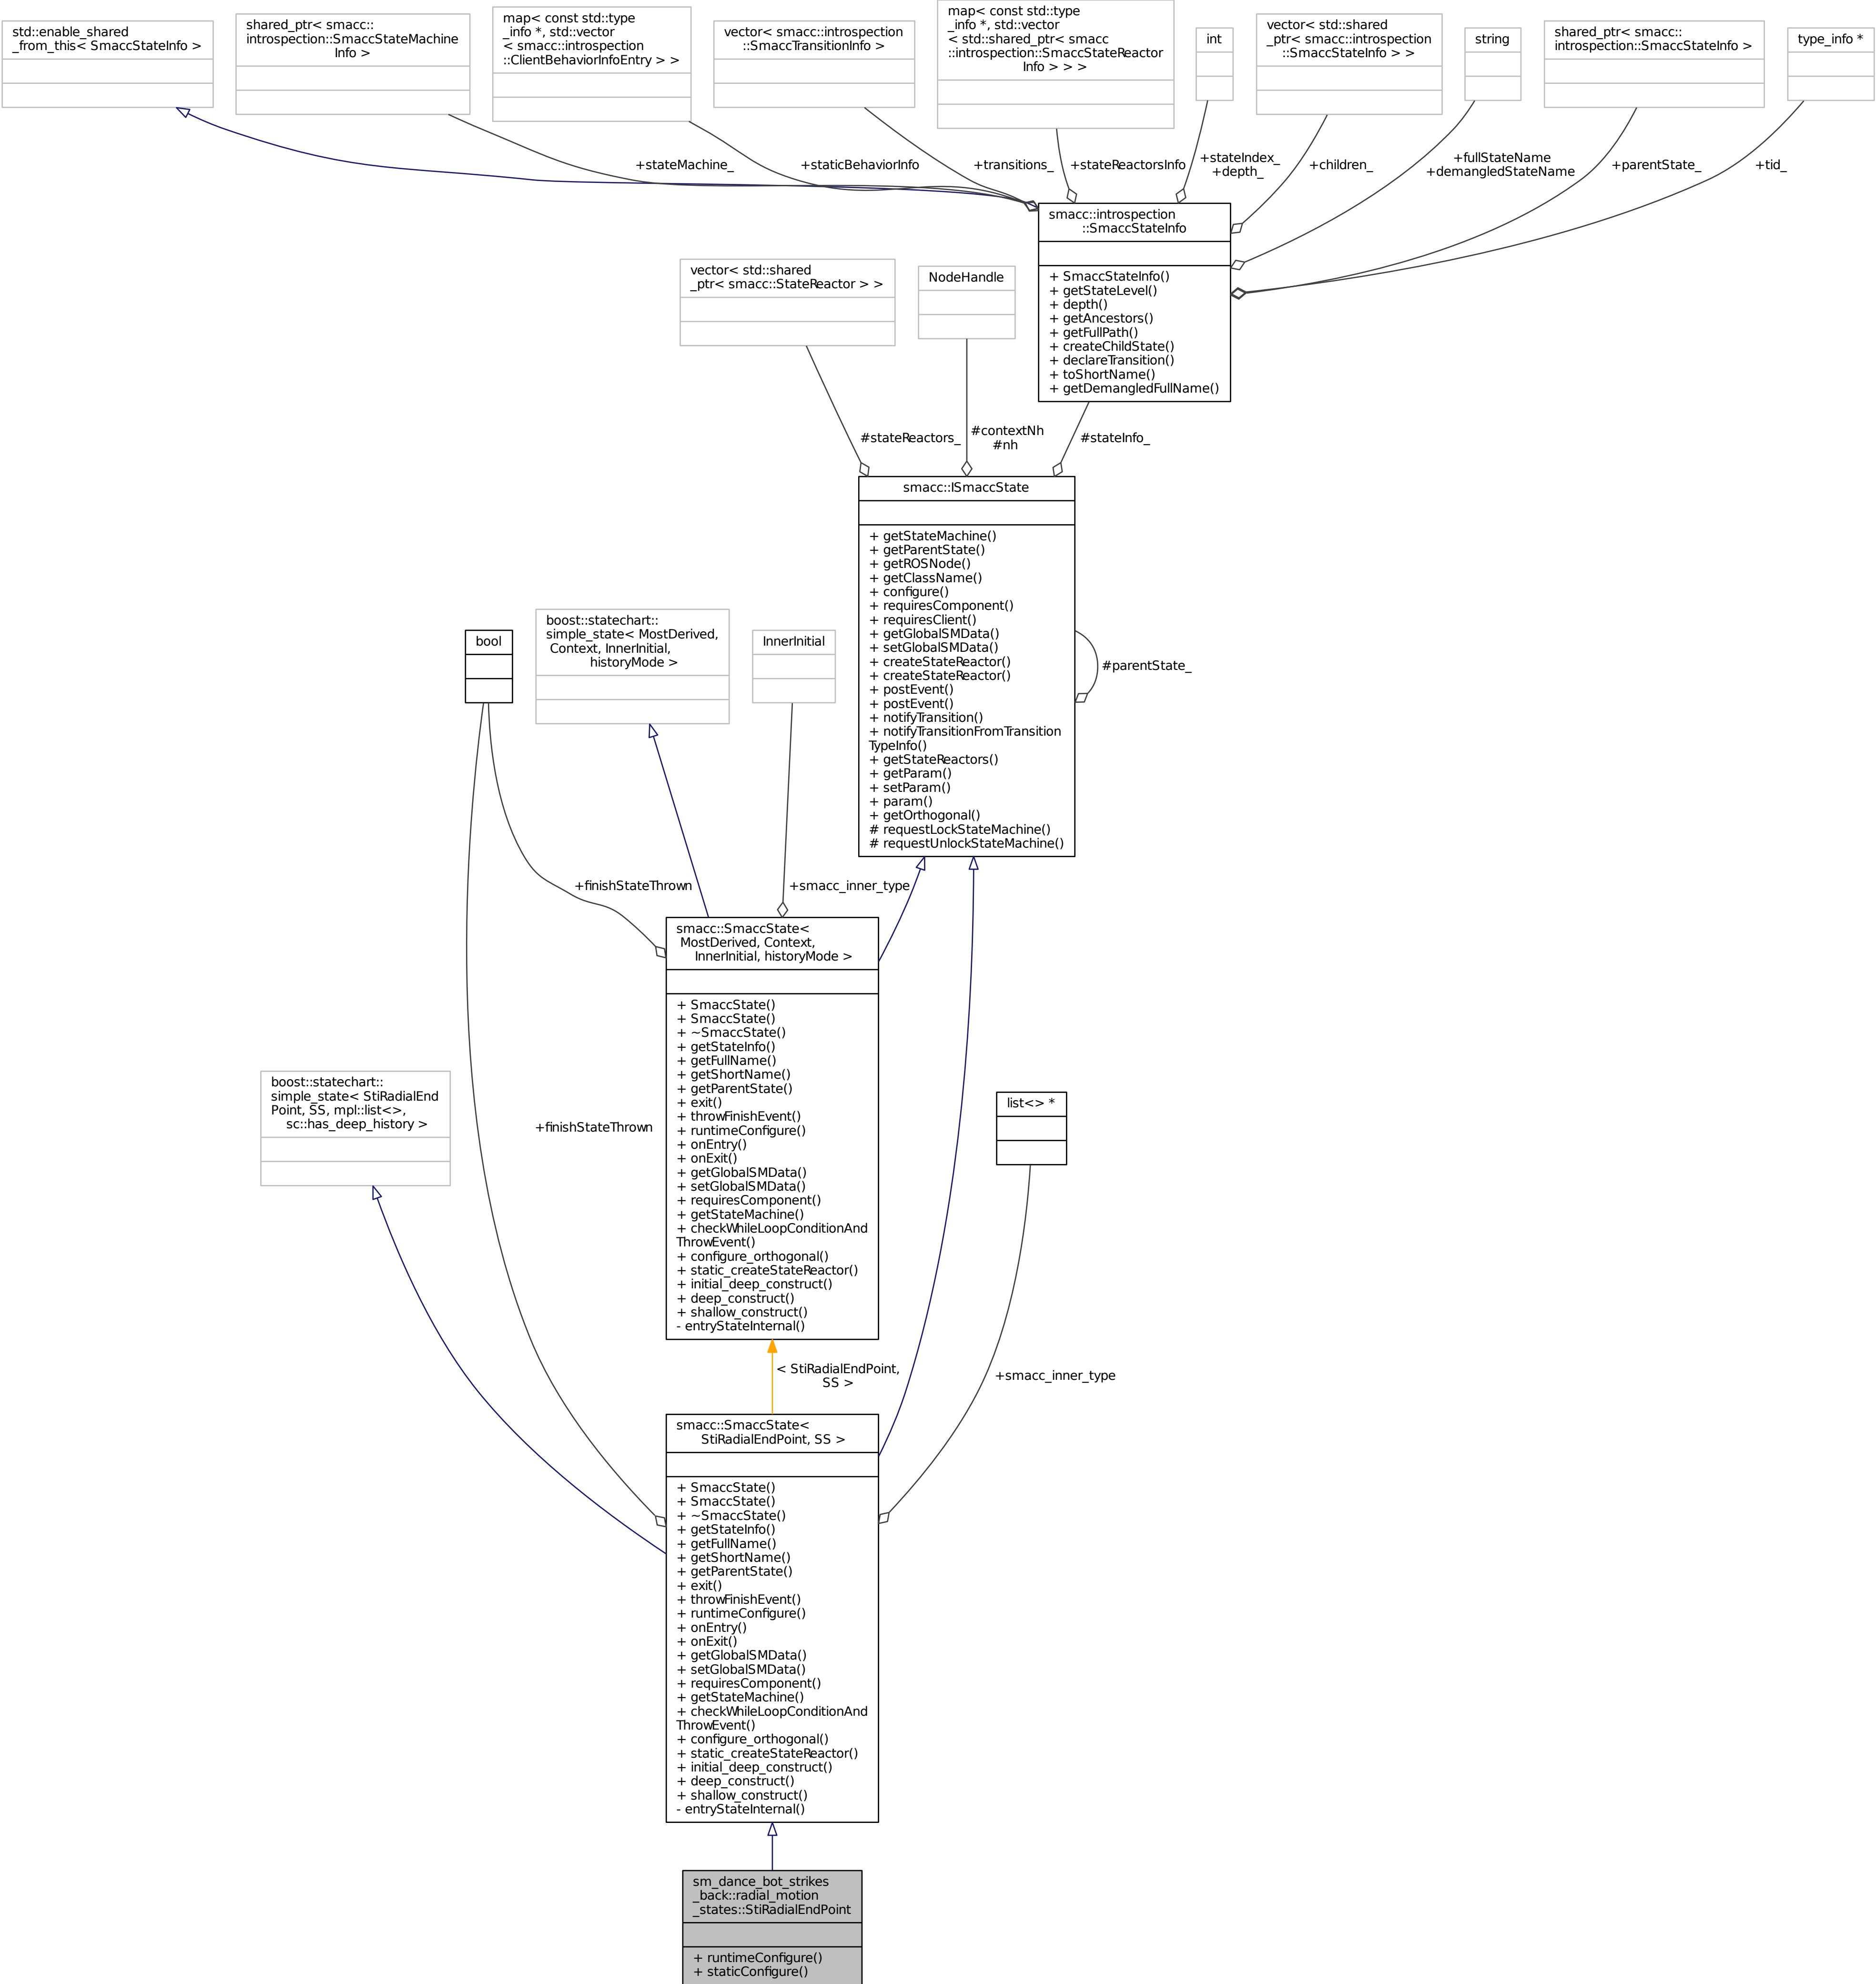 std::enable_shared
_from_this< SmaccStateInfo >
shared_ptr< smacc::
introspection::SmaccStateMachine
Info >
map< const std::type
_info *, std::vector
< smacc::introspection
::ClientBehaviorInfoEntry > >
vector< smacc::introspection
::SmaccTransitionInfo >
map< const std::type
_info *, std::vector
< std::shared_ptr< smacc
::introspection::SmaccStateReactor
Info > > >
int
vector< std::shared
_ptr< smacc::introspection
::SmaccStateInfo > >
string
shared_ptr< smacc::
introspection::SmaccStateInfo >
type_info *
+stateMachine_
+staticBehaviorInfo
+transitions_
+stateReactorsInfo
+stateIndex_
+depth_
+children_
+fullStateName
+demangledStateName
+parentState_
+tid_
smacc::introspection
::SmaccStateInfo
+ SmaccStateInfo()
+ getStateLevel()
+ depth()
+ getAncestors()
+ getFullPath()
+ createChildState()
+ declareTransition()
+ toShortName()
+ getDemangledFullName()
vector< std::shared
_ptr< smacc::StateReactor > >
NodeHandle
#stateReactors_
#contextNh
#nh
#stateInfo_
smacc::ISmaccState
+ getStateMachine()
+ getParentState()
+ getROSNode()
+ getClassName()
+ configure()
+ requiresComponent()
+ requiresClient()
+ getGlobalSMData()
+ setGlobalSMData()
+ createStateReactor()
+ createStateReactor()
+ postEvent()
+ postEvent()
+ notifyTransition()
+ notifyTransitionFromTransition
TypeInfo()
+ getStateReactors()
+ getParam()
+ setParam()
+ param()
+ getOrthogonal()
# requestLockStateMachine()
# requestUnlockStateMachine()
#parentState_
bool
boost::statechart::
simple_state< MostDerived,
Context, InnerInitial,
historyMode >
InnerInitial
+finishStateThrown
+smacc_inner_type
smacc::SmaccState<
MostDerived, Context,
InnerInitial, historyMode >
+ SmaccState()
+ SmaccState()
+ ~SmaccState()
+ getStateInfo()
+ getFullName()
+ getShortName()
+ getParentState()
+ exit()
+ throwFinishEvent()
+ runtimeConfigure()
+ onEntry()
+ onExit()
+ getGlobalSMData()
+ setGlobalSMData()
+ requiresComponent()
+ getStateMachine()
+ checkWhileLoopConditionAnd
ThrowEvent()
+ configure_orthogonal()
+ static_createStateReactor()
+ initial_deep_construct()
+ deep_construct()
+ shallow_construct()
- entryStateInternal()
boost::statechart::
simple_state< StiRadialEnd
Point, SS, mpl::list<>,
sc::has_deep_history >
+finishStateThrown
list<> *
< StiRadialEndPoint,
SS >
+smacc_inner_type
smacc::SmaccState<
StiRadialEndPoint, SS >
+ SmaccState()
+ SmaccState()
+ ~SmaccState()
+ getStateInfo()
+ getFullName()
+ getShortName()
+ getParentState()
+ exit()
+ throwFinishEvent()
+ runtimeConfigure()
+ onEntry()
+ onExit()
+ getGlobalSMData()
+ setGlobalSMData()
+ requiresComponent()
+ getStateMachine()
+ checkWhileLoopConditionAnd
ThrowEvent()
+ configure_orthogonal()
+ static_createStateReactor()
+ initial_deep_construct()
+ deep_construct()
+ shallow_construct()
- entryStateInternal()
sm_dance_bot_strikes
_back::radial_motion
_states::StiRadialEndPoint
+ runtimeConfigure()
+ staticConfigure()